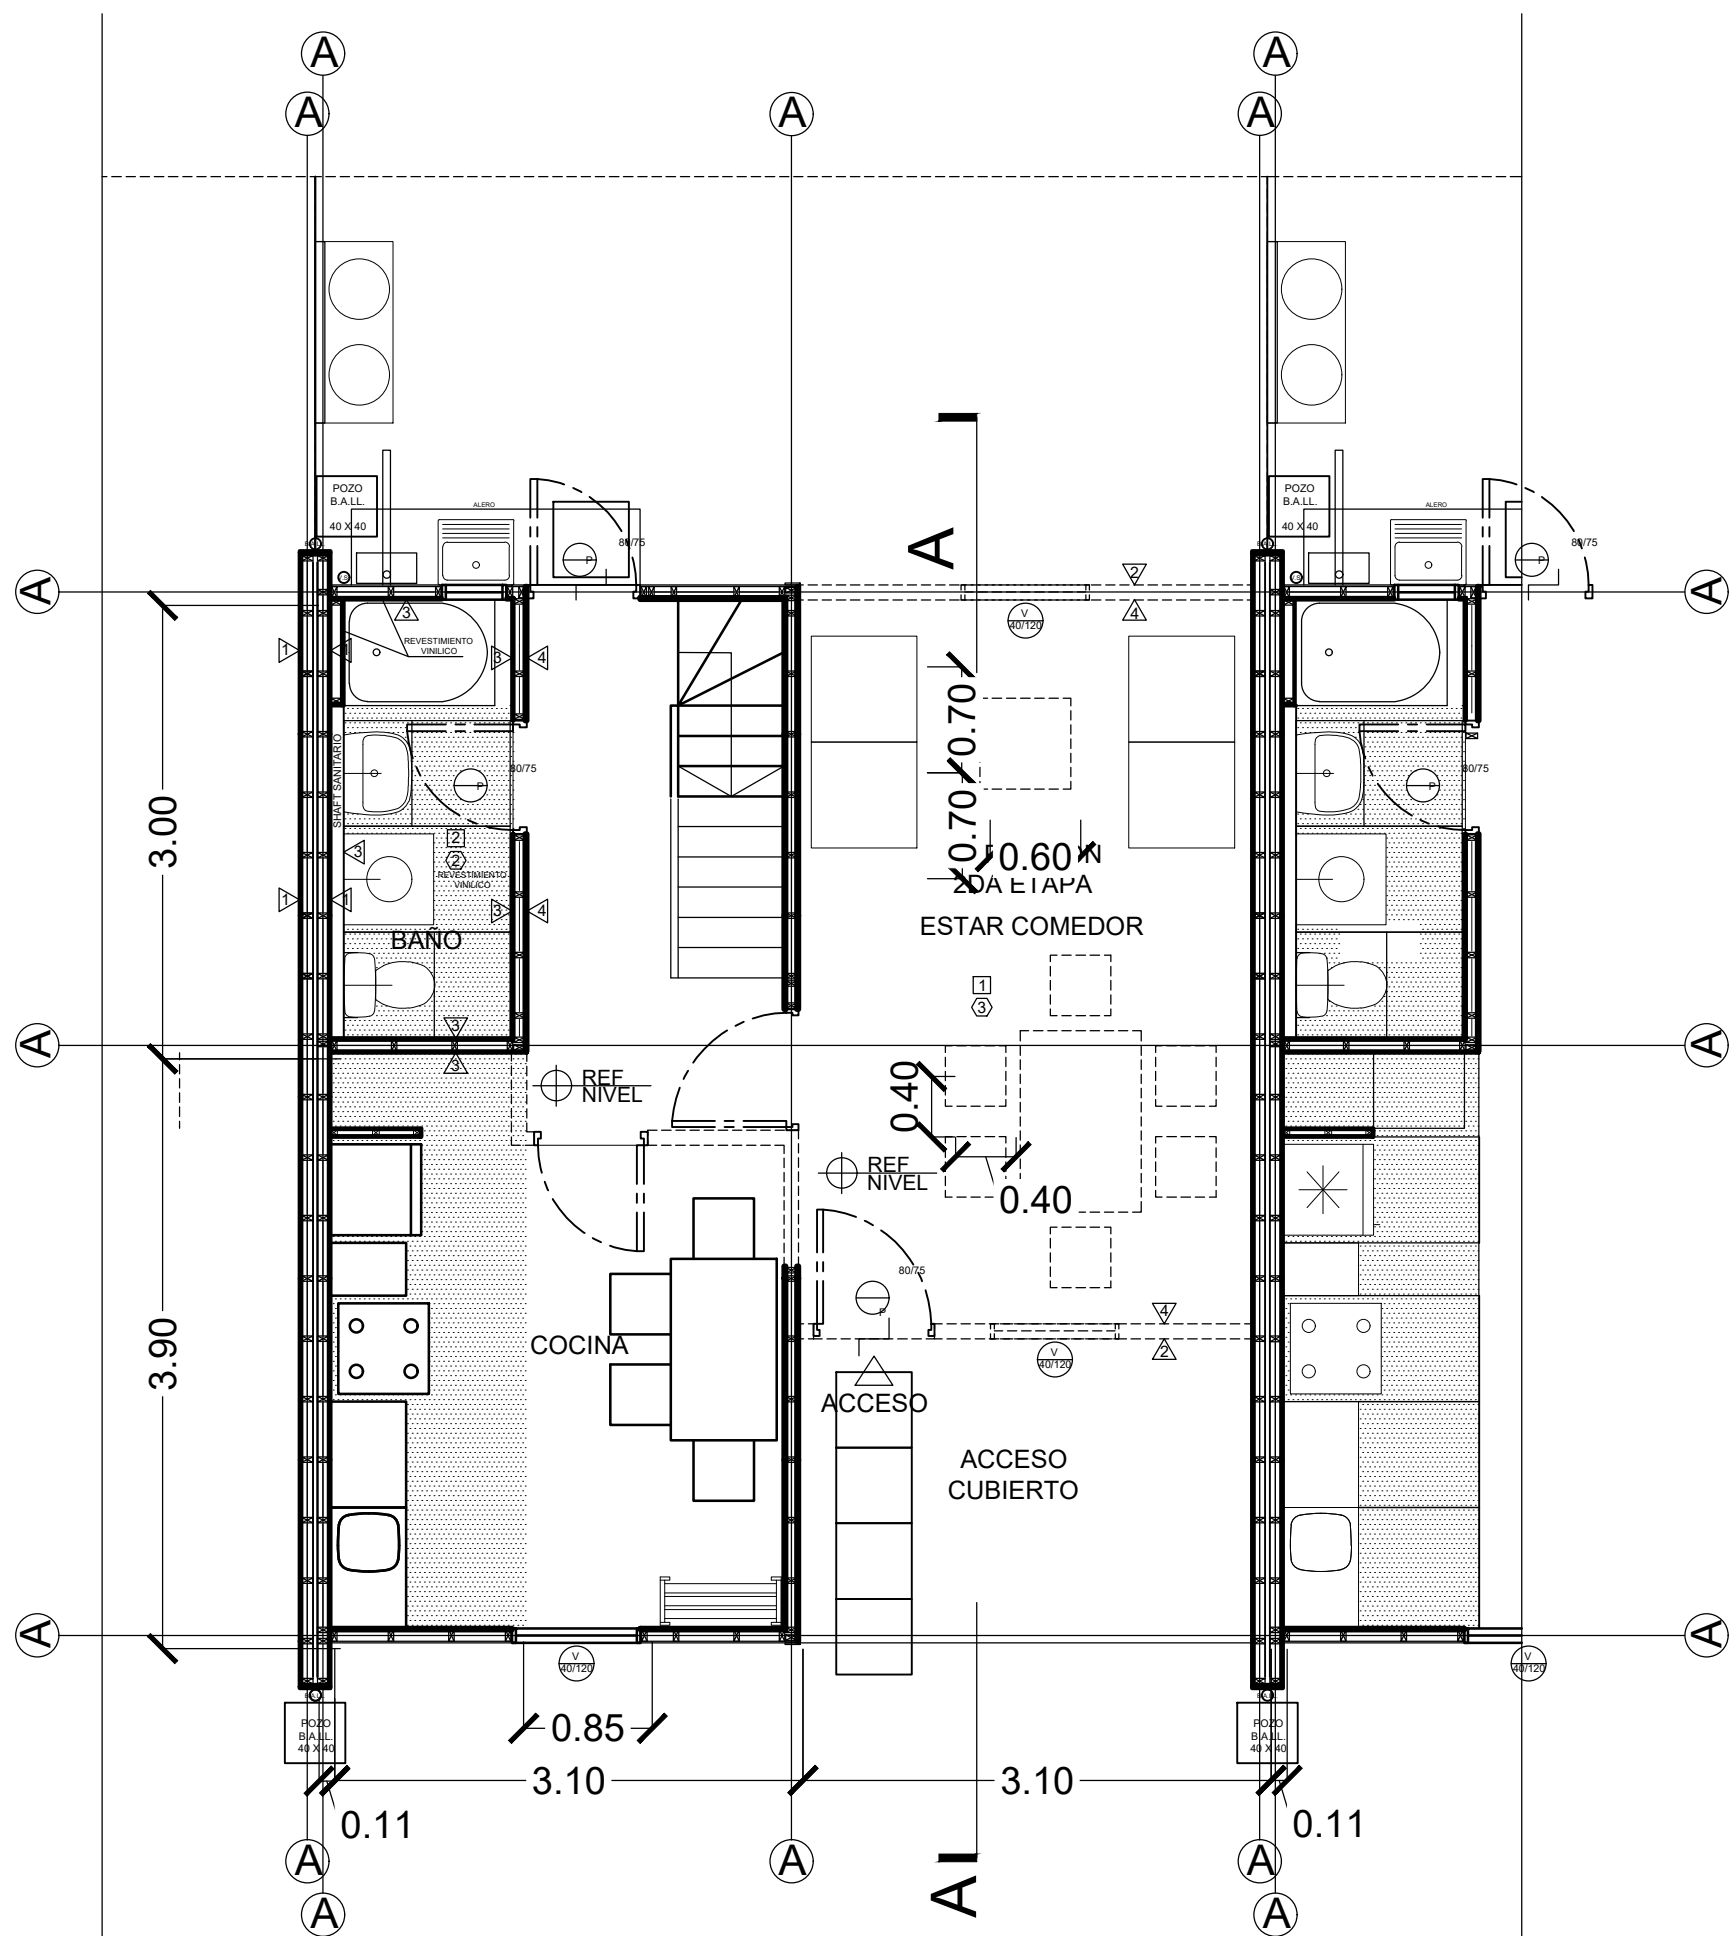 A
A
A
A
A
A
POZO
B.A.LL.
40 X 40
ALERO
80/75
P
A
POZO
B.A.LL.
40 X 40
ALERO
80/75
P
A
2
4
V
40/120
A
3
REVESTIMIENTO
VINILICO
1
1
3
4
0.70
0.70
0.60
N
2DA ETAPA
ESTAR COMEDOR
1
3
SHAFT SANITARIO
P
80/75
2
2
3
REVESTIMIENTO
VINILICO
1
1
3
4
BAÑO
P
80/75
3.00
A
3
3
A
REF
NIVEL
0.40
REF
NIVEL
0.40
80/75
P
4
2
V
40/120
COCINA
3.90
ACCESO
ACCESO
CUBIERTO
A
A
V
40/120
V
40/120
POZO
B.A.LL.
40 X 40
POZO
B.A.LL.
40 X 40
0.85
3.10
3.10
0.11
0.11
A
A
A
A
A
A